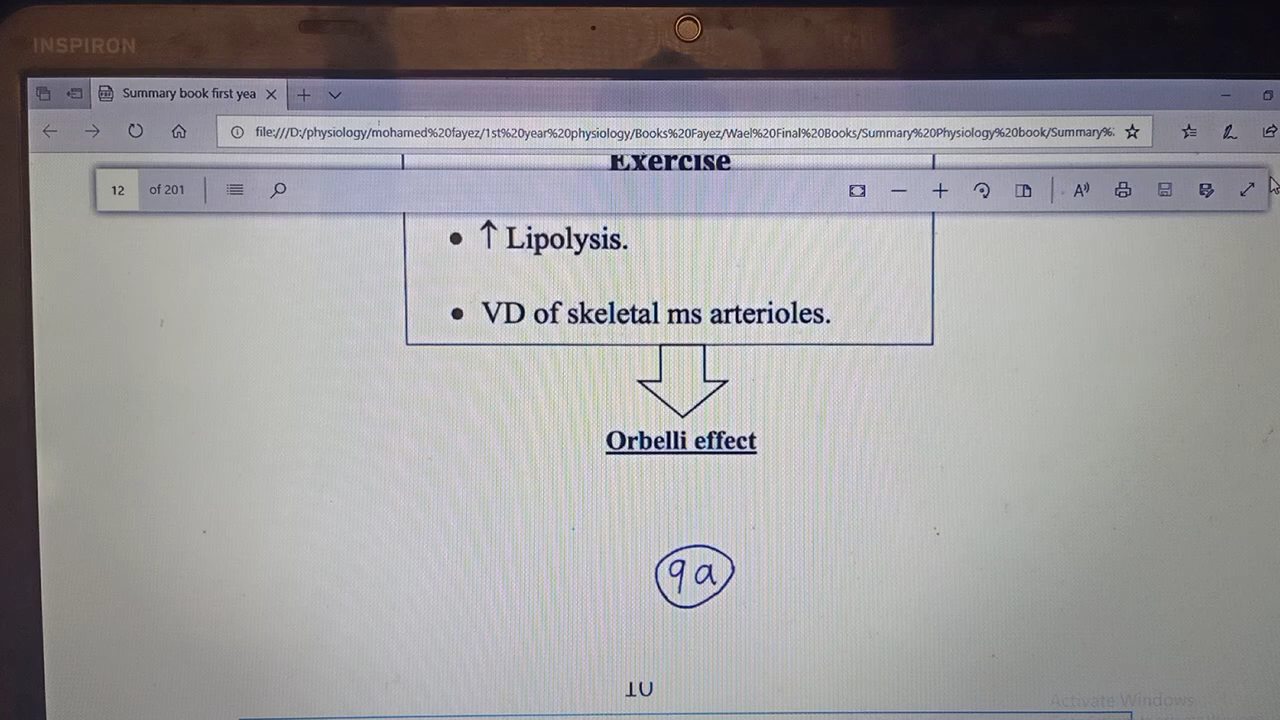 INSPIRON
Summary book first yea
file:///D:/physiology/mohamed%20fayez/1st%20year%20physiology/Books%20Fayez/Wael%20Final%20Books/Summary%20Physiology%20book/Summary%
Exercise
12 of 201
• ↑ Lipolysis.
• VD of skeletal ms arterioles.
Orbelli effect
9a
Activate Windows